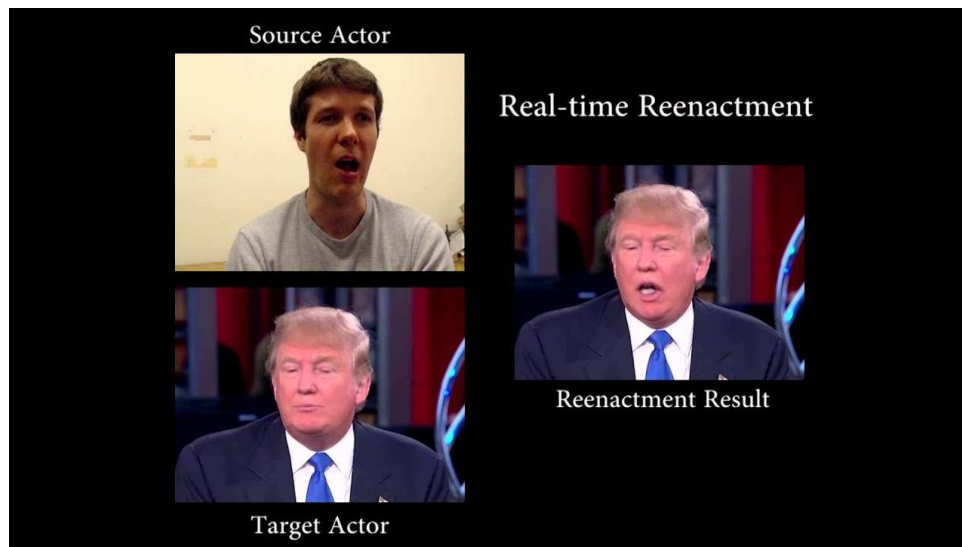 Source Actor
Real-time Reenactment
Reenactment Result
Target Actor